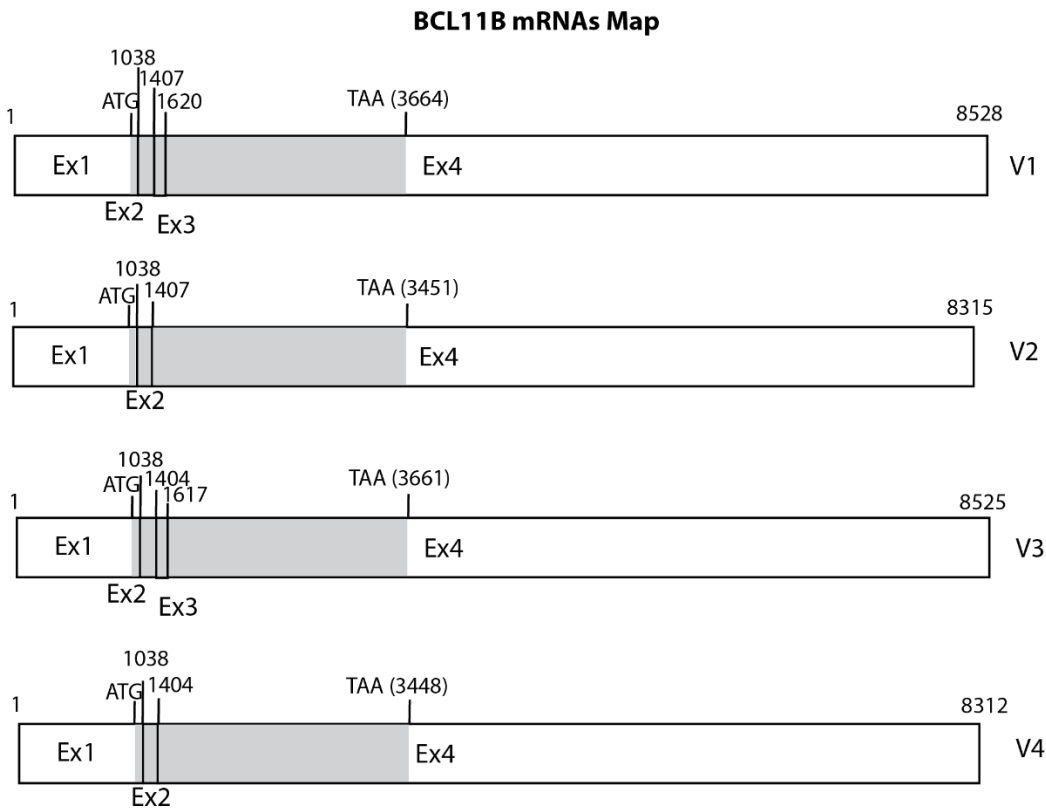 BCL11B mRNAs Map
1038
1407
ATG 1620 TAA (3664)
1 8528
Ex1 Ex4 V1
Ex2
Ex3
1038
ATG 1407 TAA (3451)
1 8315
Ex1 Ex4 V2
Ex2
1038
ATG 1404 TAA (3661)
1617
1 8525
Ex1 Ex4 V3
Ex2
Ex3
1038
ATG 1404 TAA (3448)
1 8312
Ex1 Ex4 V4
Ex2